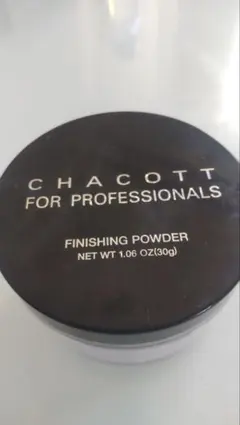 CHACOTT
FOR PROFESSIONALS
FINISHING POWDER
NET WT 1.06 OZ(30g)